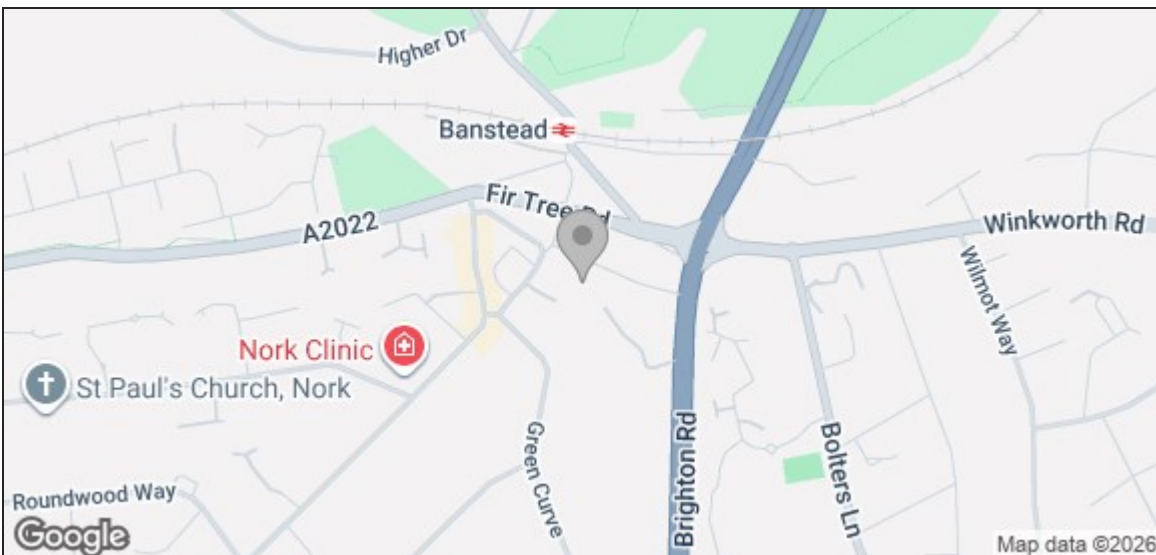 Higher Dr
Banstead
Fir Tree Rd
A2022
Winkworth Rd
Wilmot Way
Nork Clinic
St Paul's Church, Nork
Green Curve
Brighton Rd
Bolters Ln
Roundwood Way
Google
Map data ©2026